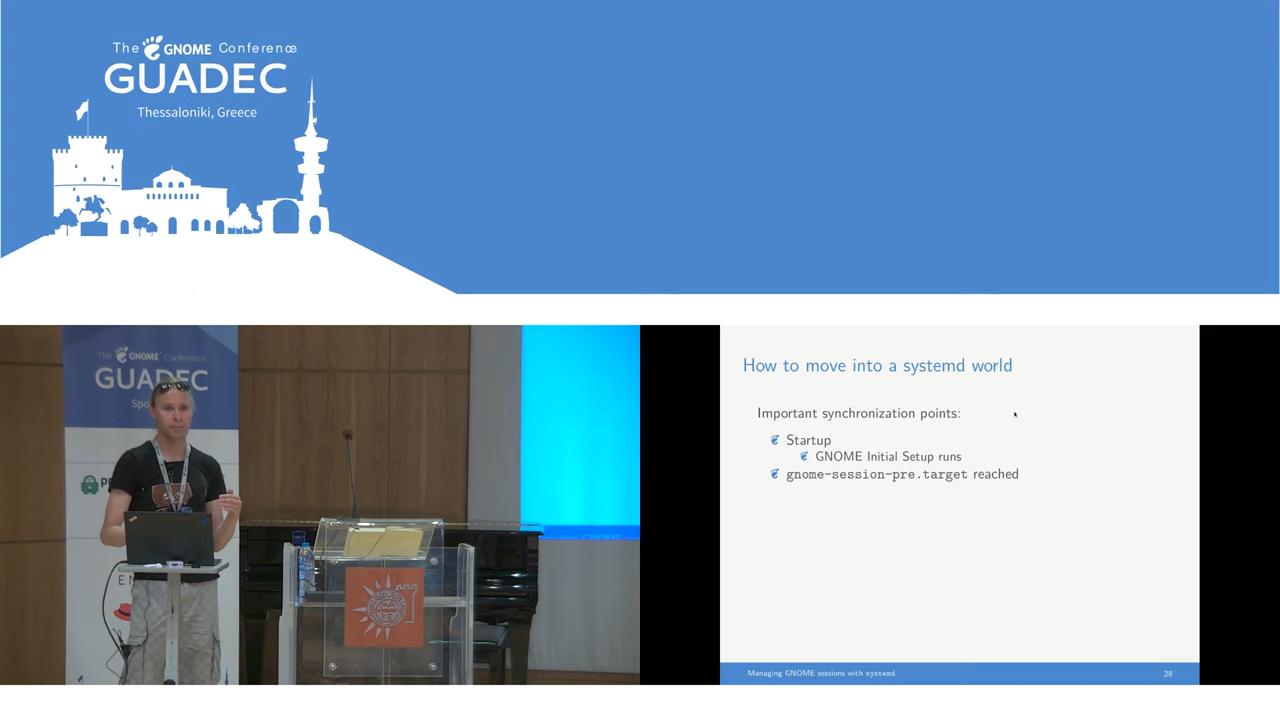 The GNOME Conference
GUADEC
Thessaloniki, Greece
The GNOME Conference
GUADEC
How to move into a systemd world
Important synchronization points:
Startup
GNOME Initial Setup runs
gnome-session-pre.target reached
Managing GNOME sessions with systemd
28